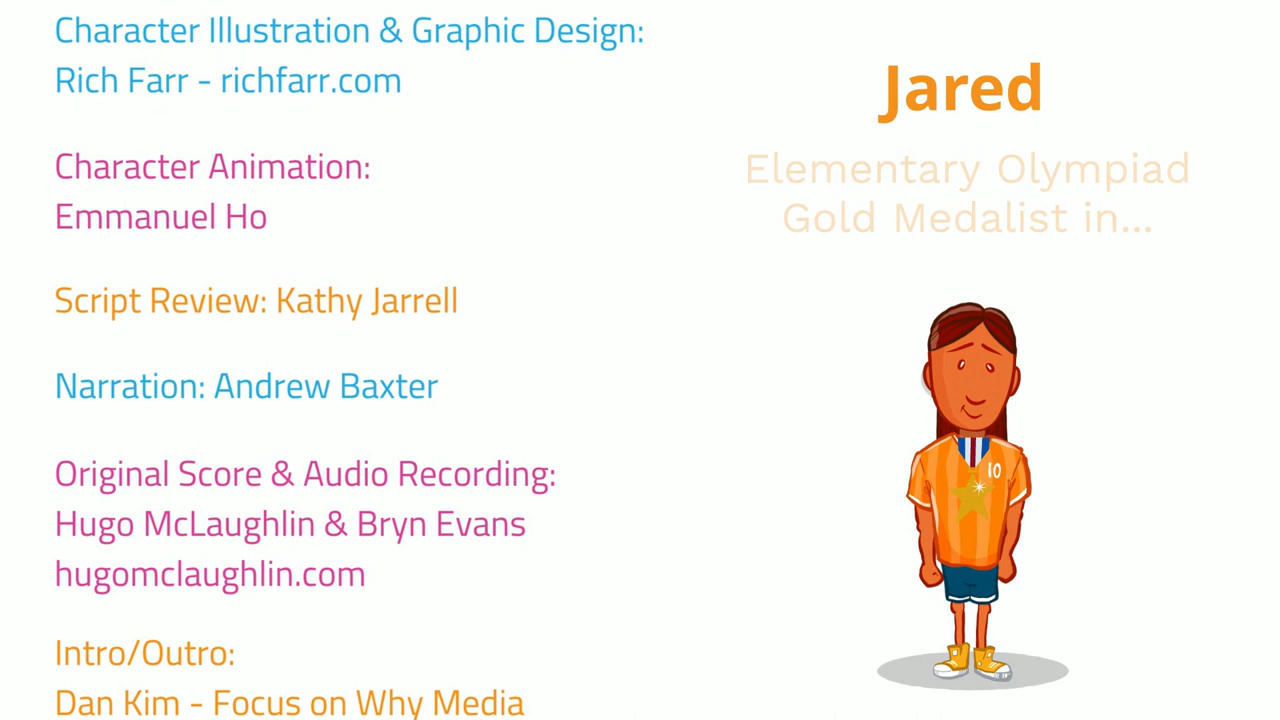 Character Illustration & Graphic Design:
Rich Farr - richfarr.com
Character Animation:
Emmanuel Ho
Script Review: Kathy Jarrell
Narration: Andrew Baxter
Original Score & Audio Recording:
Hugo McLaughlin & Bryn Evans
hugomclaughlin.com
Intro/Outro:
Dan Kim - Focus on Why Media
Jared
Elementary Olympiad
Gold Medalist in...
10